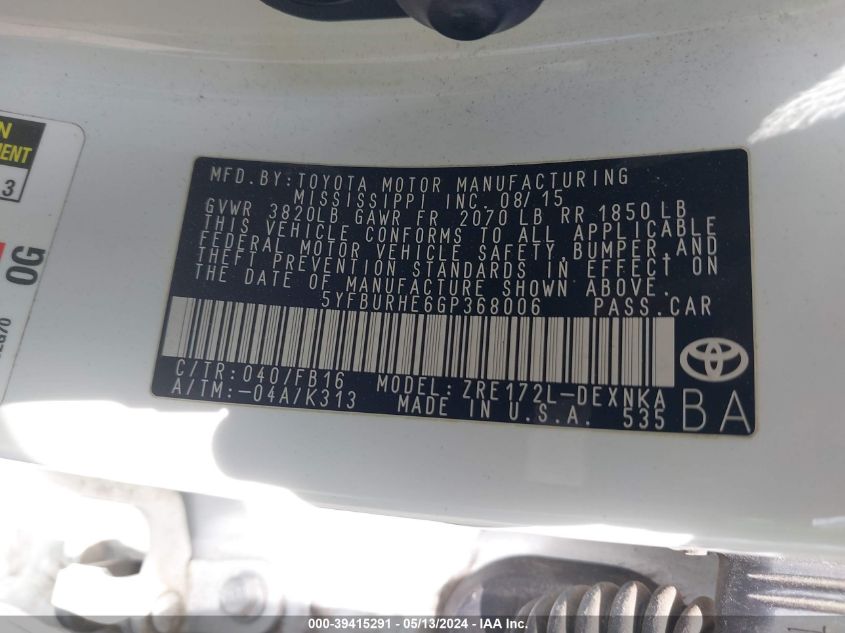 N
MENT
3
0G
MFD.BY:TOYOTA MOTOR MANUFACTURING
MISSISSIPPI INC. 08/15
GVWR 3820LB GAWR FR 2070 LB RR 1850 LB
THIS VEHICLE CONFORMS TO ALL APPLICABLE
FEDERAL MOTOR VEHICLE SAFETY,BUMPER,AND
THEFT PREVENTION STANDARDS IN EFFECT ON
THE DATE OF MANUFACTURE SHOWN ABOVE.
5YFBURHE6GP368006 PASS.CAR
C/TR:040/FB16 MODEL:ZRE172L-DEXNKA
A/TM:-04A/K313 MADE IN U.S.A. 535
BA
000-39415291 - 05/13/2024 - IAA Inc.